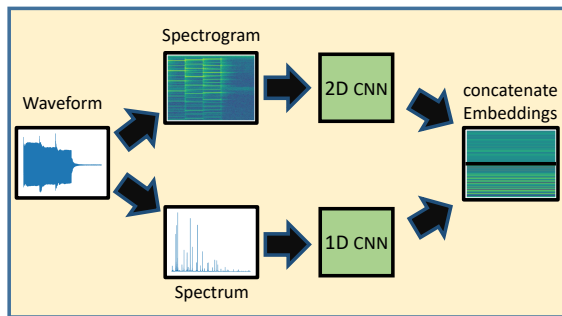 Spectrogram
Waveform
2D CNN
concatenate
Embeddings
1D CNN
Spectrum